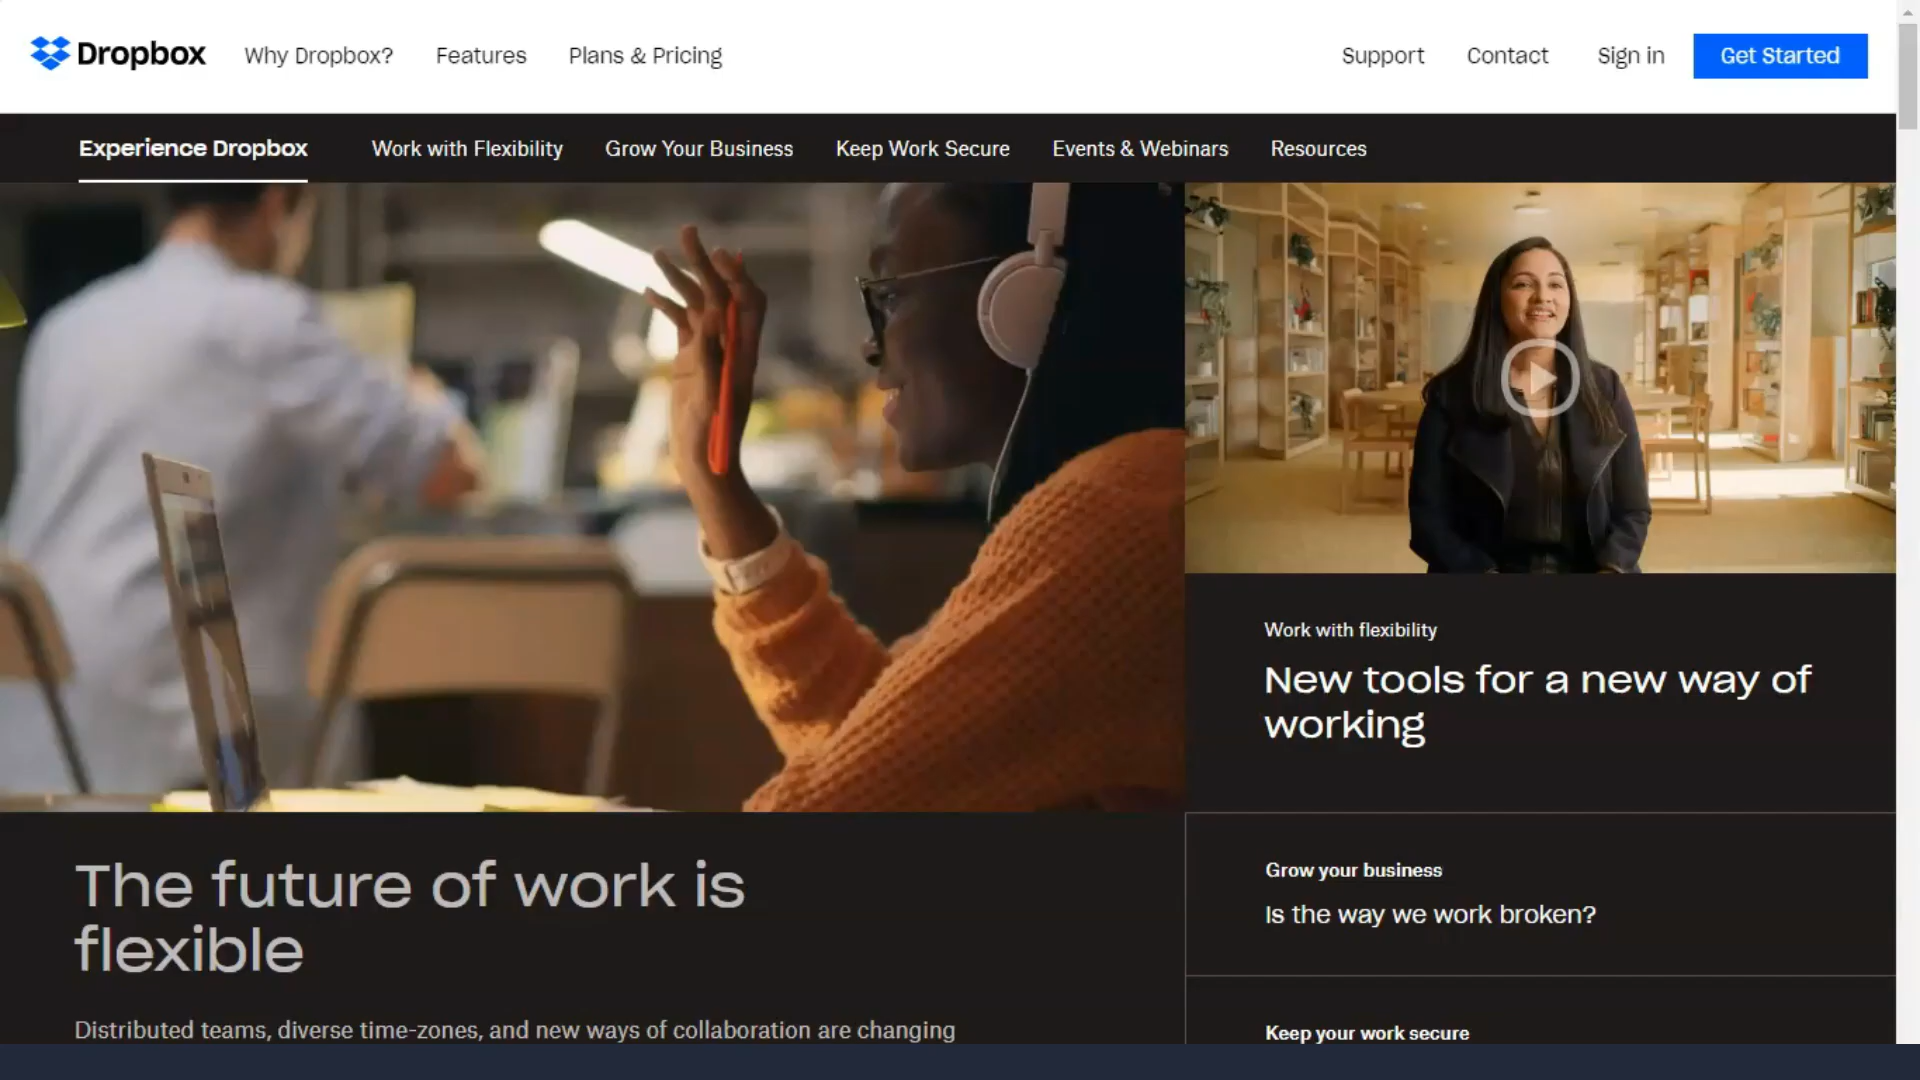 Dropbox
Why Dropbox?
Features
Plans & Pricing
Support
Contact
Sign in
Get Started
Experience Dropbox
Work with Flexibility
Grow Your Business
Keep Work Secure
Events & Webinars
Resources
Work with flexibility
New tools for a new way of
working
The future of work is
flexible
Distributed teams, diverse time-zones, and new ways of collaboration are changing
Grow your business
Is the way we work broken?
Keep your work secure